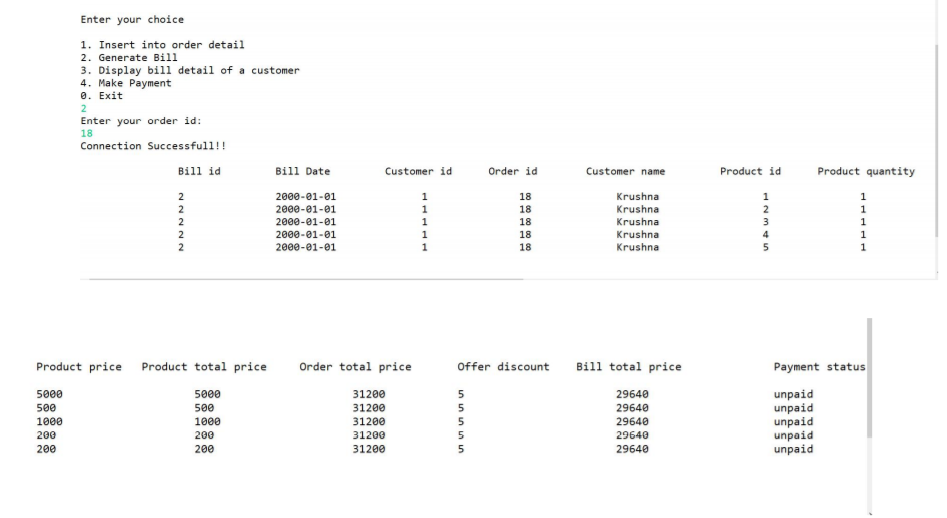 Enter your choice
1. Insert into order detail
2. Generate Bill
3. Display bill detail of a customer
4. Make Payment
0. Exit
2
Enter your order id:
18
Connection Successfull!!
Bill id Bill Date Customer id Order id Customer name Product id Product quantity
2 2000-01-01 1 18 Krushna 1 1
2 2000-01-01 1 18 Krushna 2 1
2 2000-01-01 1 18 Krushna 3 1
2 2000-01-01 1 18 Krushna 4 1
2 2000-01-01 1 18 Krushna 5 1
Product price Product total price Order total price Offer discount Bill total price Payment status
5000 5000 31200 5 29640 unpaid
500 500 31200 5 29640 unpaid
1000 1000 31200 5 29640 unpaid
200 200 31200 5 29640 unpaid
200 200 31200 5 29640 unpaid